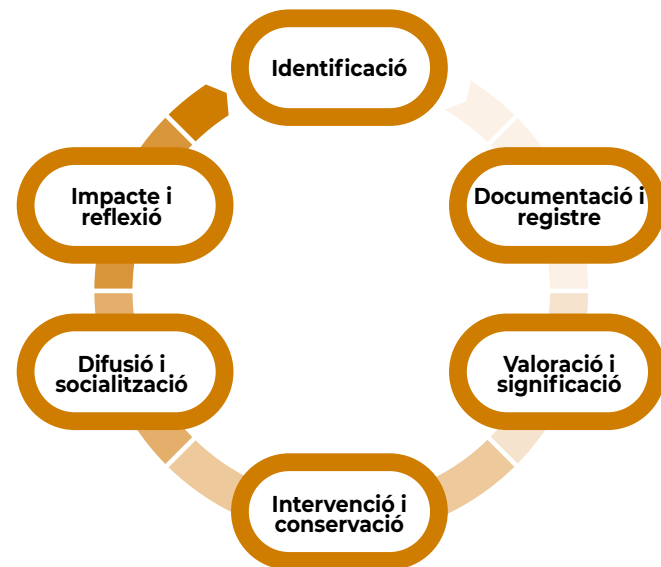 Identificació
Documentació i
registre
Valoració i
significació
Intervenció i
conservació
Difusió i
socialització
Impacte i
reflexió